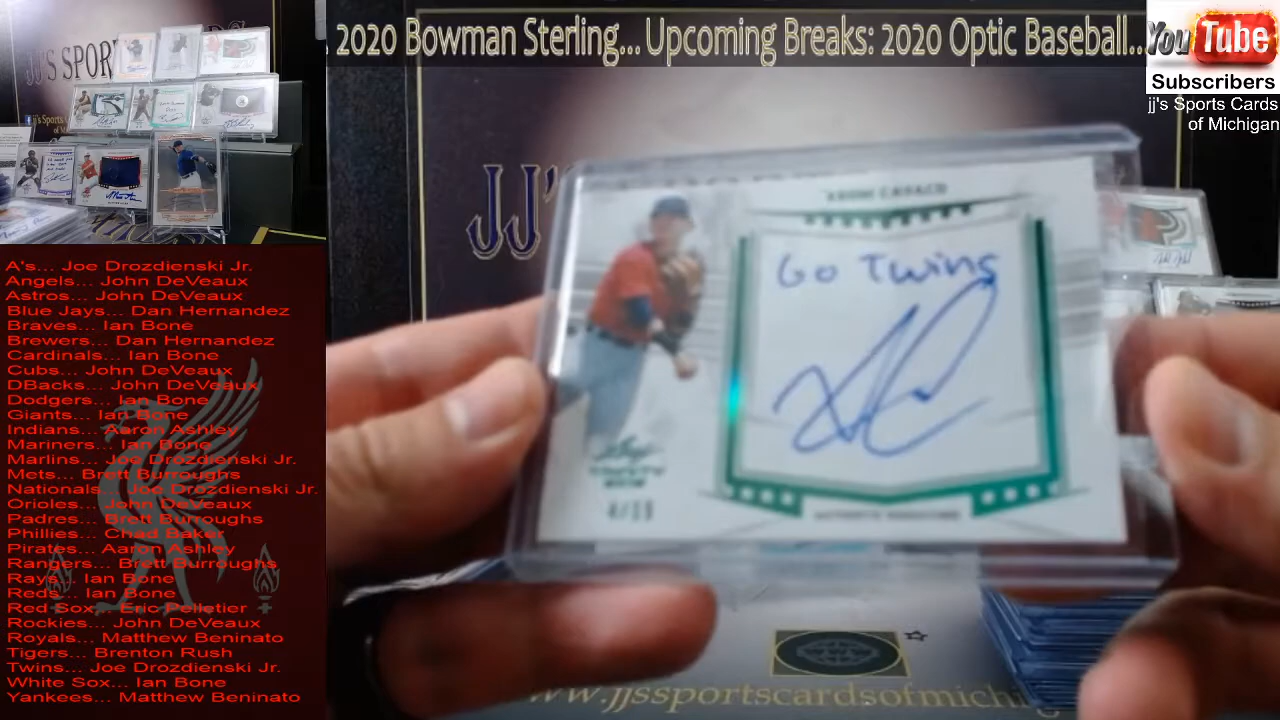 2020 Bowman Sterling... Upcoming Breaks: 2020 Optic Baseball...
You Tube
Subscribers
jj's Sports Cards
of Michigan
JJ'S SPOR
A's... Joe Drozdienski Jr.
Angels... John DeVeaux
Astros... John DeVeaux
Blue Jays... Dan Hernandez
Braves... Ian Bone
Brewers... Dan Hernandez
Cardinals... Ian Bone
Cubs... John DeVeaux
DBacks... John DeVeaux
Dodgers... Ian Bone
Giants... Ian Bone
Indians... Aaron Ashley
Mariners... Ian Bone
Marlins... Joe Drozdienski Jr.
Mets... Brett Burroughs
Nationals... Joe Drozdienski Jr.
Orioles... John DeVeaux
Padres... Brett Burroughs
Phillies... Chad Baker
Pirates... Aaron Ashley
Rangers... Brett Burroughs
Rays... Ian Bone
Reds... Ian Bone
Red Sox... Eric Pelletier
Rockies... John DeVeaux
Royals... Matthew Beninato
Tigers... Brenton Rush
Twins... Joe Drozdienski Jr.
White Sox... Ian Bone
Yankees... Matthew Beninato
JJ'
Go Twins
www.jjssportscardsofmichig